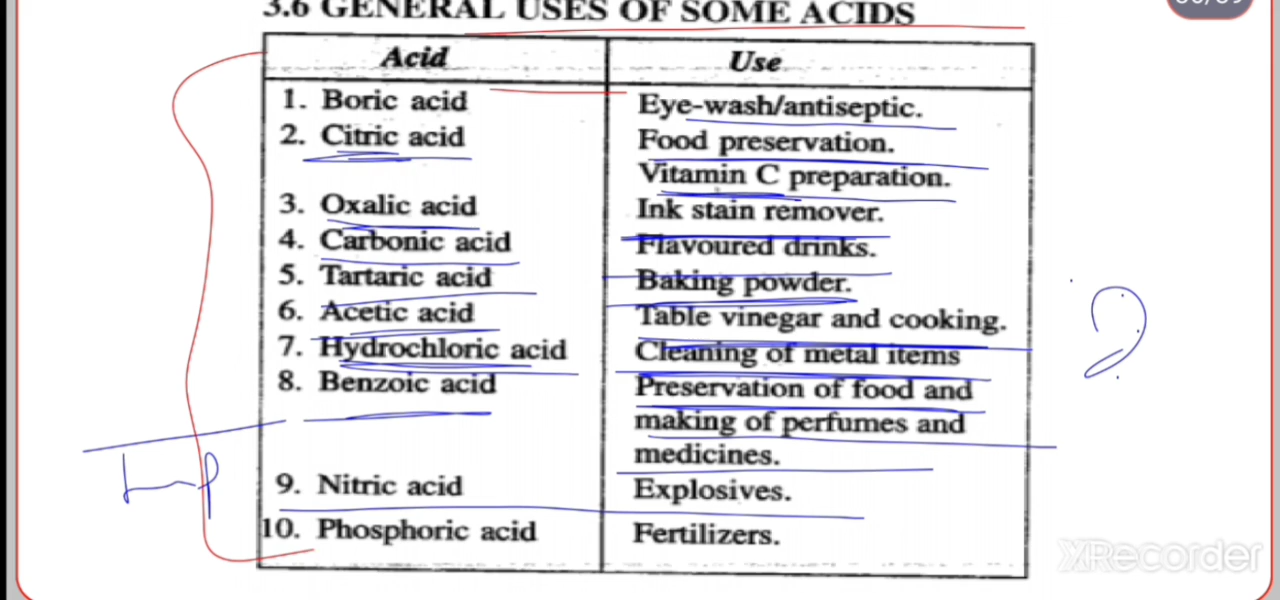 3.6 GENERAL USES OF SOME ACIDS
Acid Use
1. Boric acid Eye-wash/antiseptic.
2. Citric acid Food preservation.
Vitamin C preparation.
3. Oxalic acid Ink stain remover.
4. Carbonic acid Flavoured drinks.
5. Tartaric acid Baking powder.
6. Acetic acid Table vinegar and cooking.
7. Hydrochloric acid Cleaning of metal items
8. Benzoic acid Preservation of food and
making of perfumes and
medicines.
Imp
9. Nitric acid Explosives.
10. Phosphoric acid Fertilizers.
XRecorder